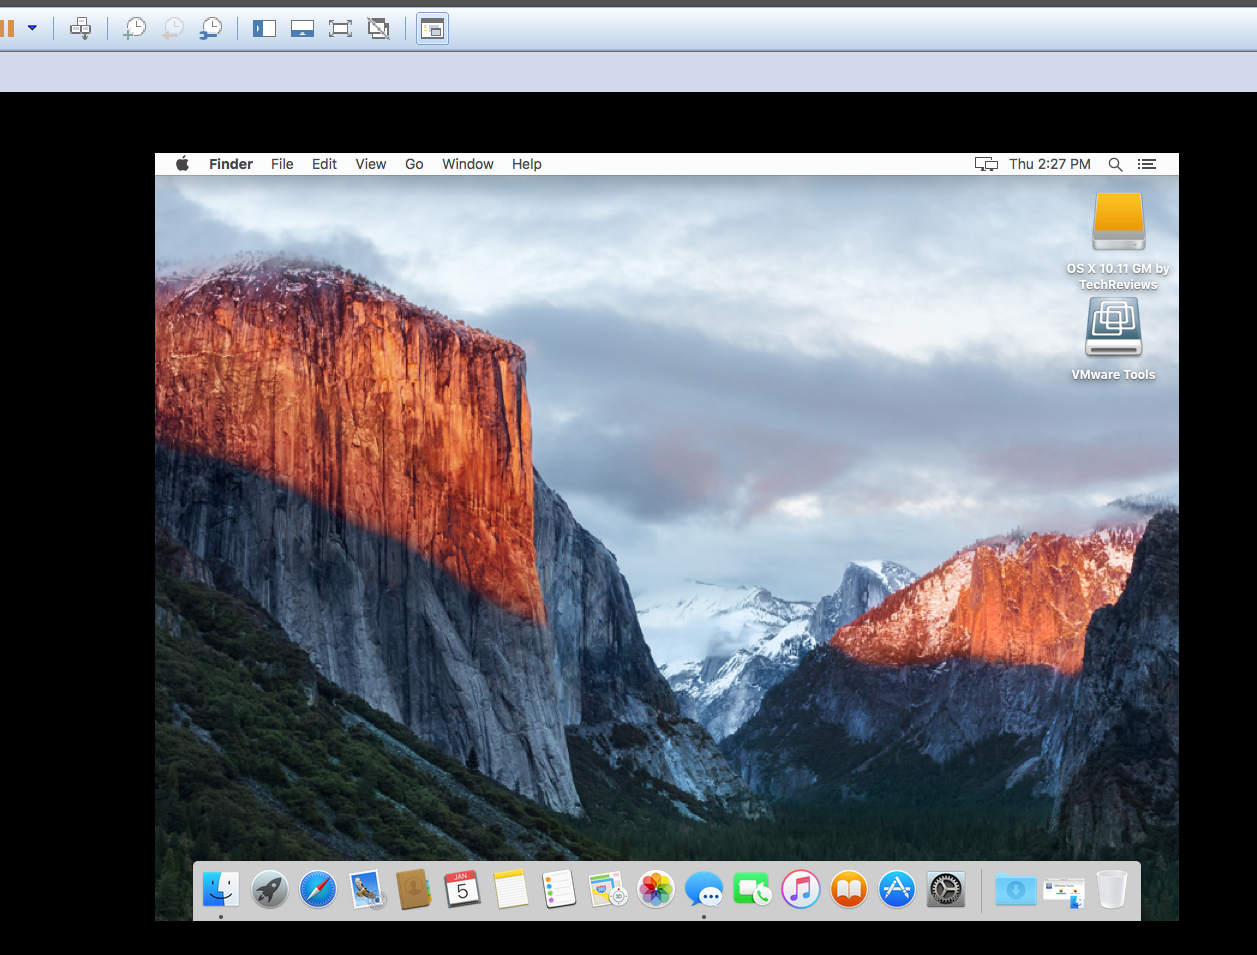 Finder File Edit View Go Window Help Thu 2:27 PM
OS X 10.11 GM by
TechReviews
VMware Tools
JAN
5